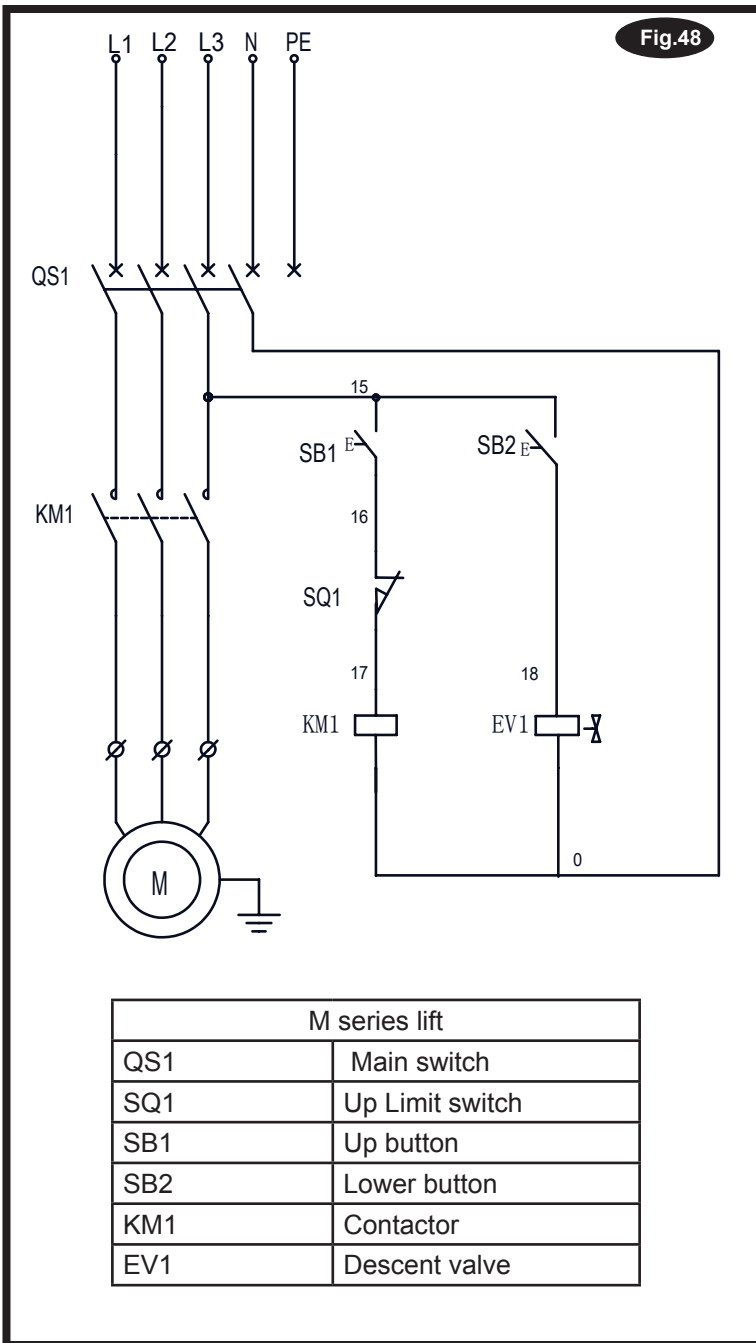 L1 L2 L3 N PE
Fig.48
QS1
15
SB1 E
SB2 E
16
KM1
SQ1
17
18
KM1
EV1
0
M
M series lift
QS1 Main switch
SQ1 Up Limit switch
SB1 Up button
SB2 Lower button
KM1 Contactor
EV1 Descent valve